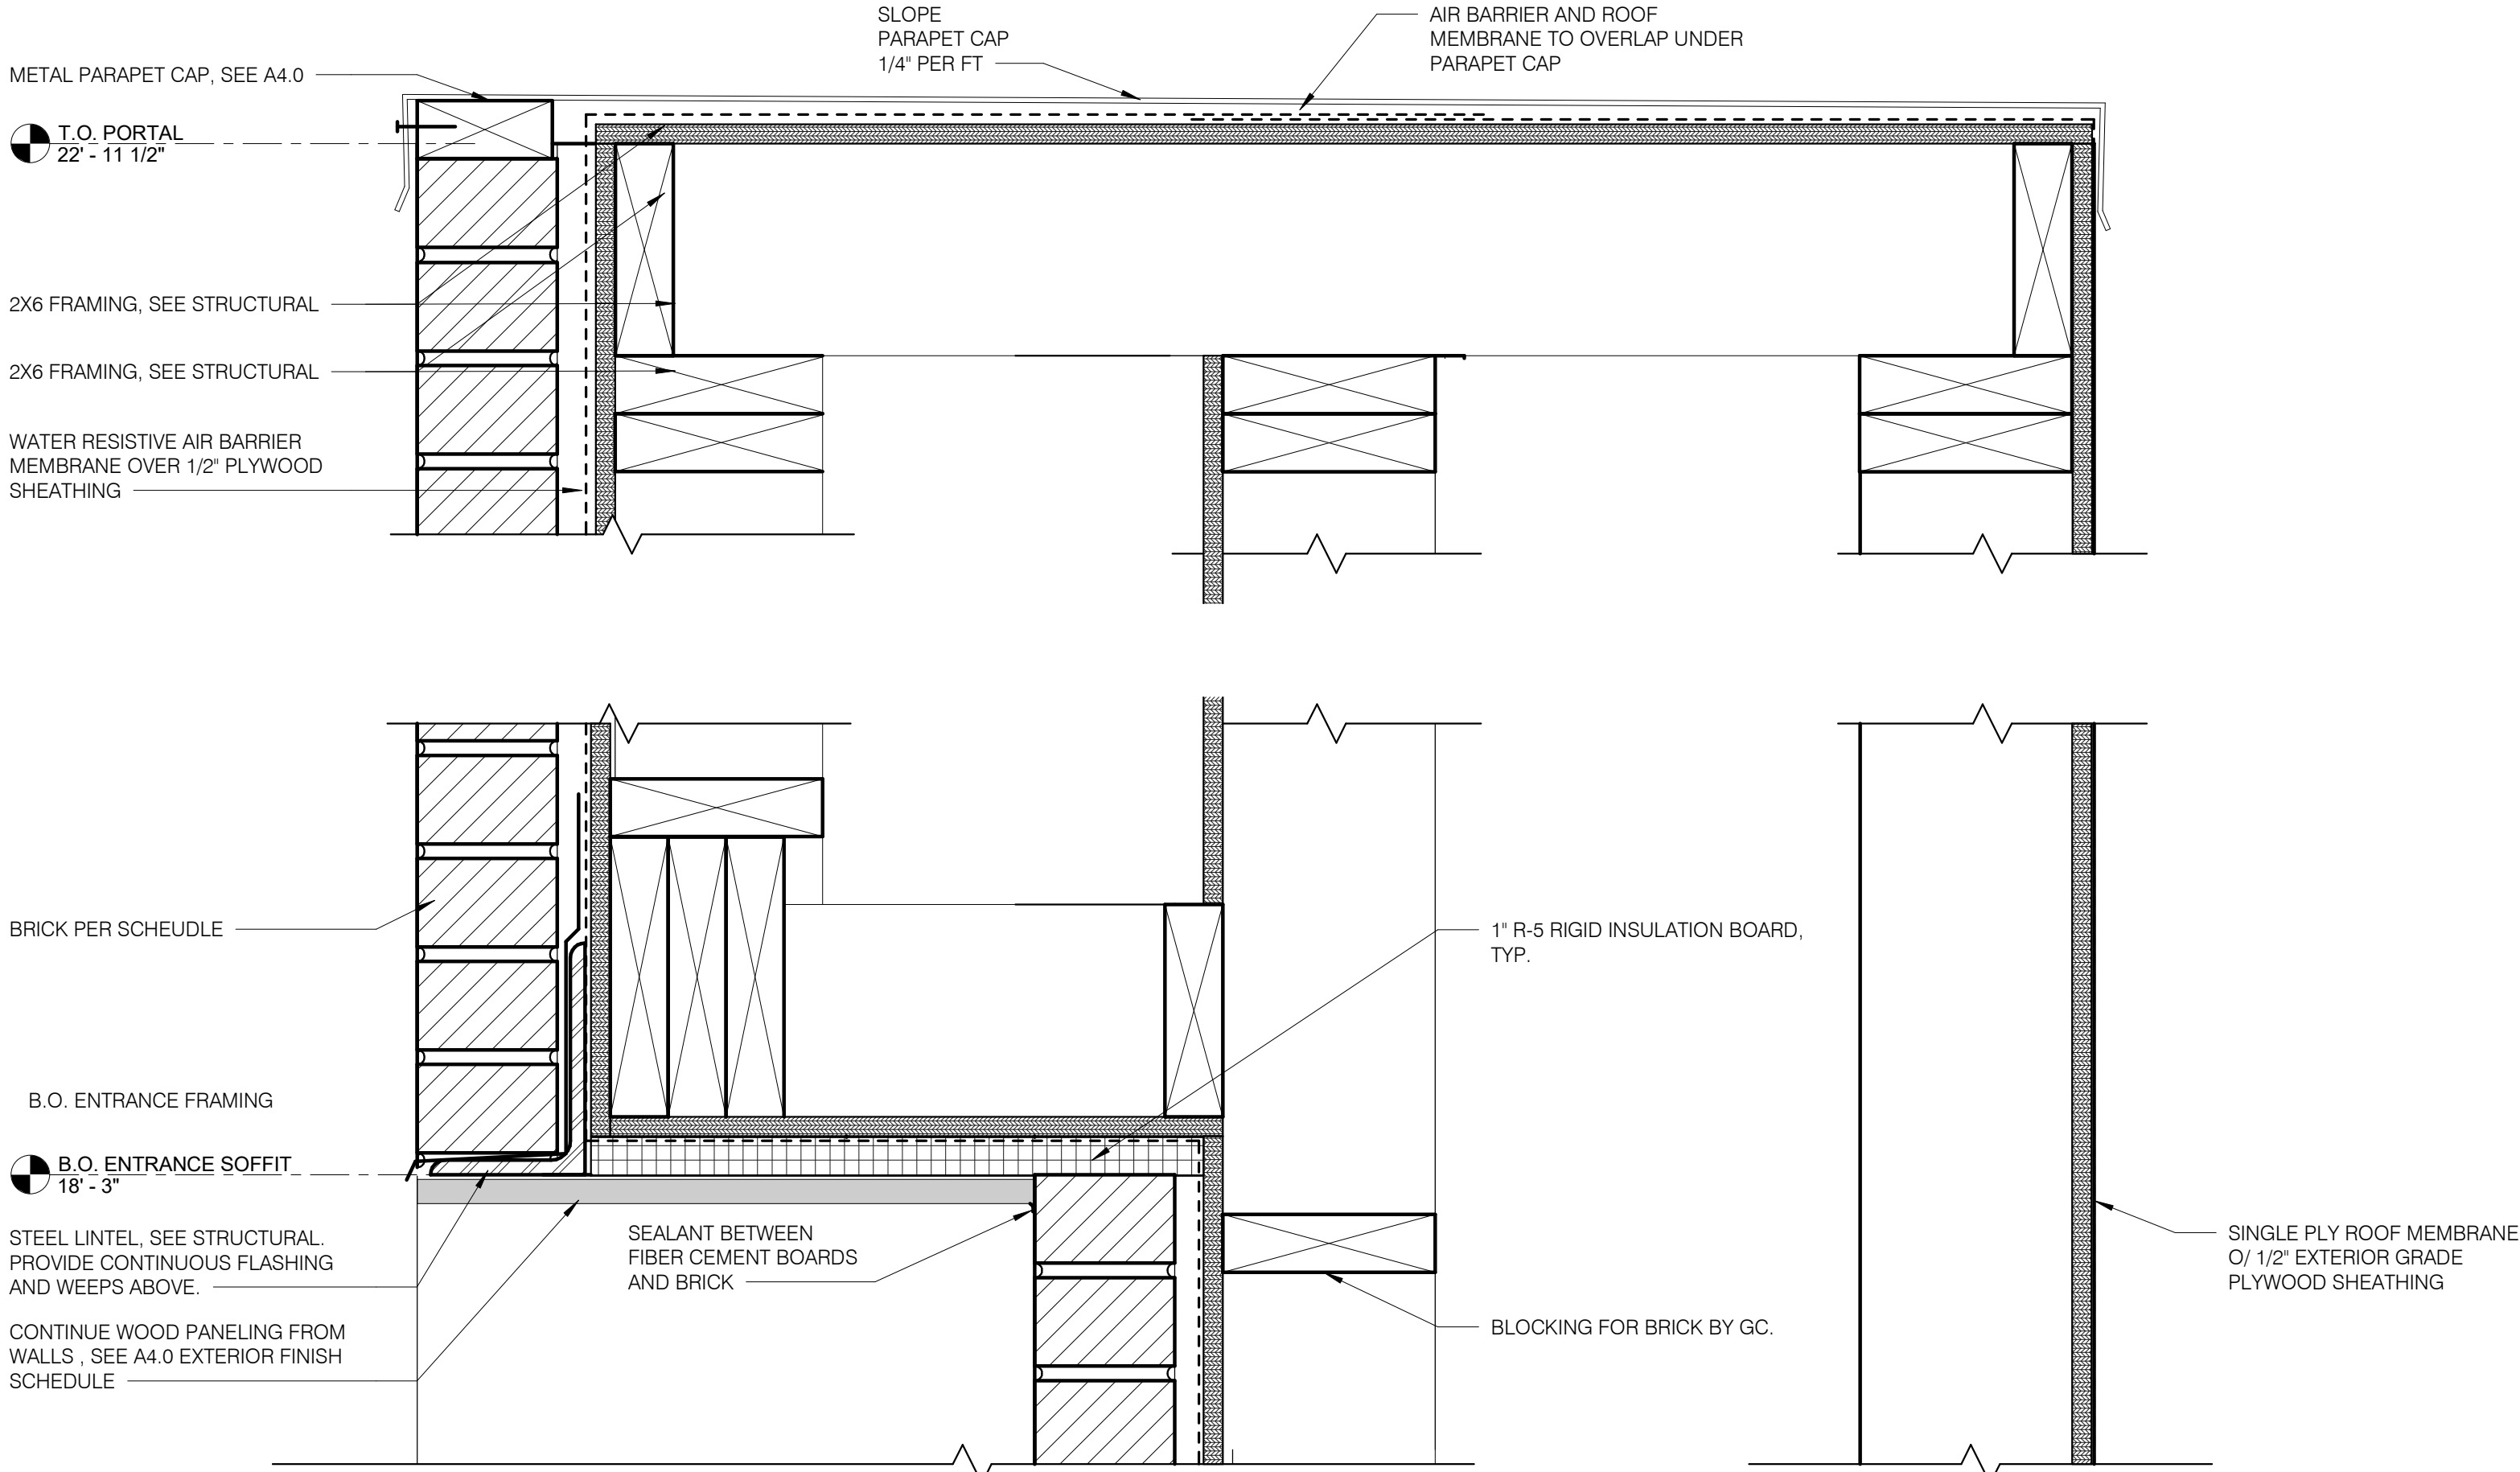 SLOPE
PARAPET CAP
1/4" PER FT
AIR BARRIER AND ROOF
MEMBRANE TO OVERLAP UNDER
PARAPET CAP
METAL PARAPET CAP, SEE A4.0
T.O. PORTAL
22' - 11 1/2"
2X6 FRAMING, SEE STRUCTURAL
2X6 FRAMING, SEE STRUCTURAL
WATER RESISTIVE AIR BARRIER
MEMBRANE OVER 1/2" PLYWOOD
SHEATHING
BRICK PER SCHEUDLE
1" R-5 RIGID INSULATION BOARD,
TYP.
B.O. ENTRANCE FRAMING
B.O. ENTRANCE SOFFIT
18' - 3"
STEEL LINTEL, SEE STRUCTURAL.
PROVIDE CONTINUOUS FLASHING
AND WEEPS ABOVE.
SEALANT BETWEEN
FIBER CEMENT BOARDS
AND BRICK
SINGLE PLY ROOF MEMBRANE
O/ 1/2" EXTERIOR GRADE
PLYWOOD SHEATHING
BLOCKING FOR BRICK BY GC.
CONTINUE WOOD PANELING FROM
WALLS , SEE A4.0 EXTERIOR FINISH
SCHEDULE